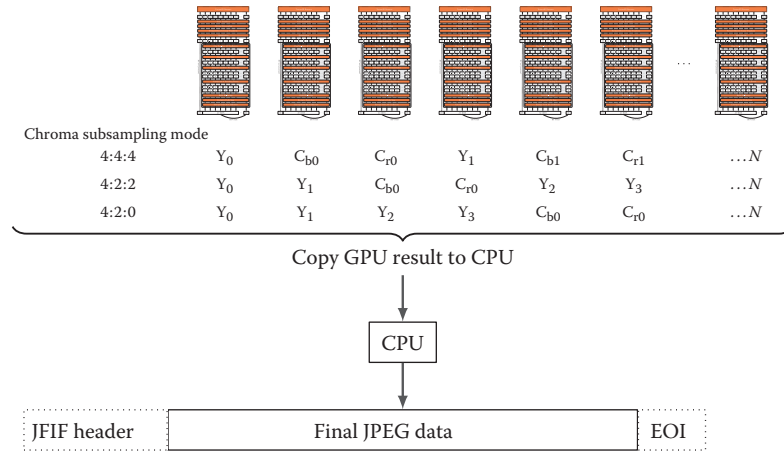 ...
Chroma subsampling mode
4:4:4 Y0 Cb0 Cr0 Y1 Cb1 Cr1 ...N
4:2:2 Y0 Y1 Cb0 Cr0 Y2 Y3 ...N
4:2:0 Y0 Y1 Y2 Y3 Cb0 Cr0 ...N
Copy GPU result to CPU
CPU
JFIF header Final JPEG data EOI